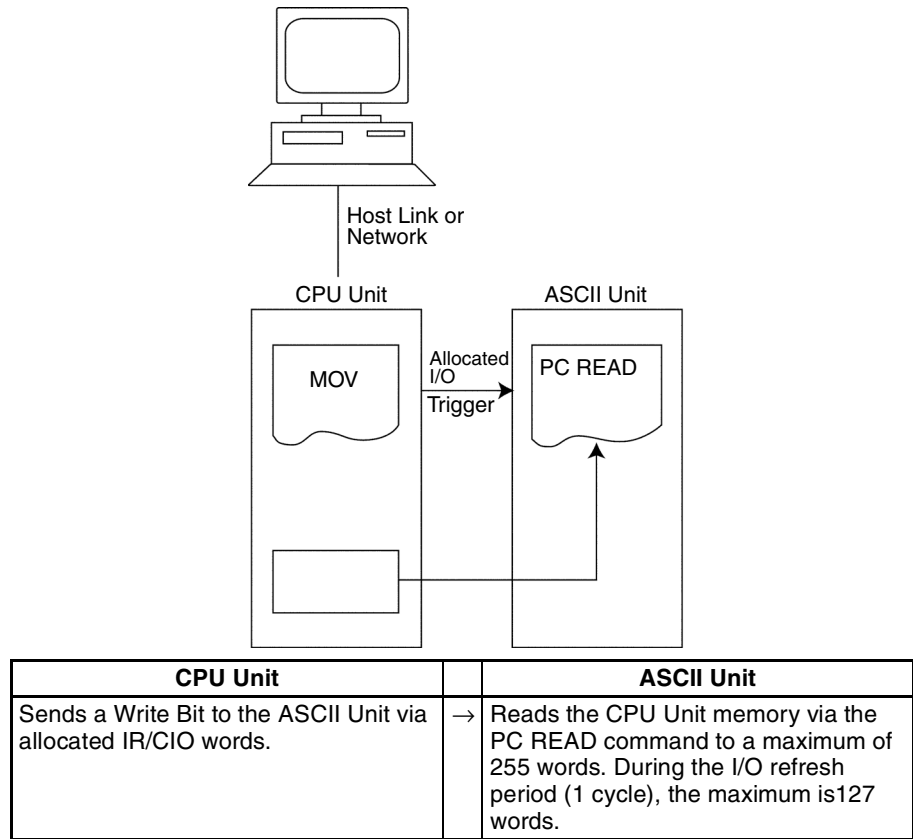 Host Link or
Network
CPU Unit
ASCII Unit
MOV
Allocated
I/O
Trigger
PC READ
CPU Unit
ASCII Unit
Sends a Write Bit to the ASCII Unit via
allocated IR/CIO words.
→
Reads the CPU Unit memory via the
PC READ command to a maximum of
255 words. During the I/O refresh
period (1 cycle), the maximum is127
words.